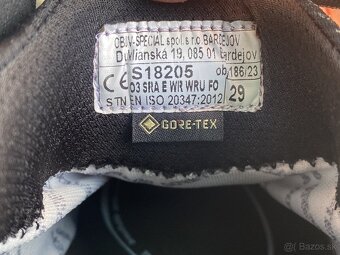 OBUV-SPECIAL spol. s r.o BARDEJOV
Duklianská 19, 085 01 Bardejov
CE S18205 ob.186/23
O3 SRA E WR WRU FO
STN EN ISO 20347:2012 29
GORE-TEX
Bazos.sk